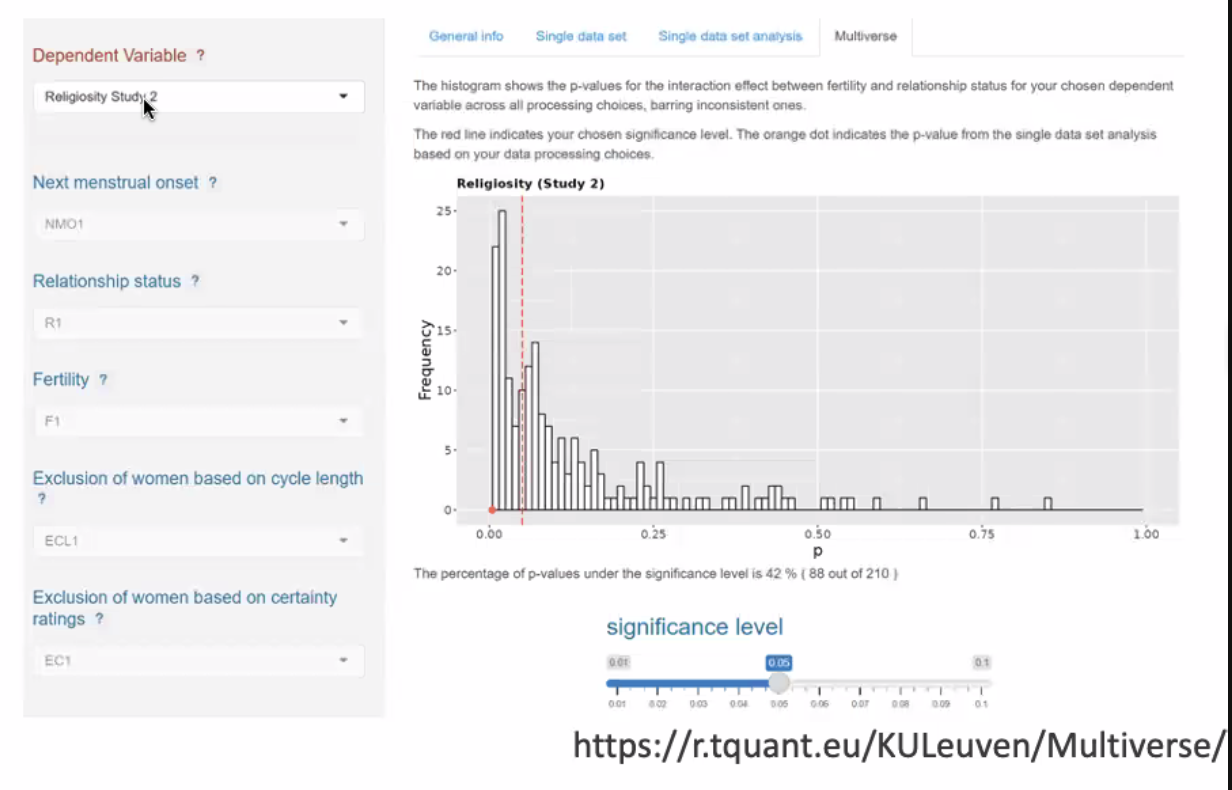 Dependent Variable ?
Religiosity Study 2
Next menstrual onset ?
NMO1
Relationship status ?
R1
Fertility ?
F1
Exclusion of women based on cycle length
?
ECL1
Exclusion of women based on certainty
ratings ?
EC1
General info Single data set Single data set analysis Multiverse
The histogram shows the p-values for the interaction effect between fertility and relationship status for your chosen dependent
variable across all processing choices, barring inconsistent ones.
The red line indicates your chosen significance level. The orange dot indicates the p-value from the single data set analysis
based on your data processing choices.
Religiosity (Study 2)
Frequency
25
20
15
10
5
0
0.00 0.25 0.50 0.75 1.00
p
The percentage of p-values under the significance level is 42 % ( 88 out of 210 )
significance level
0.01 0.05 0.1
0.01 0.02 0.03 0.04 0.05 0.06 0.07 0.08 0.09 0.1
https://r.tquant.eu/KULeuven/Multiverse/